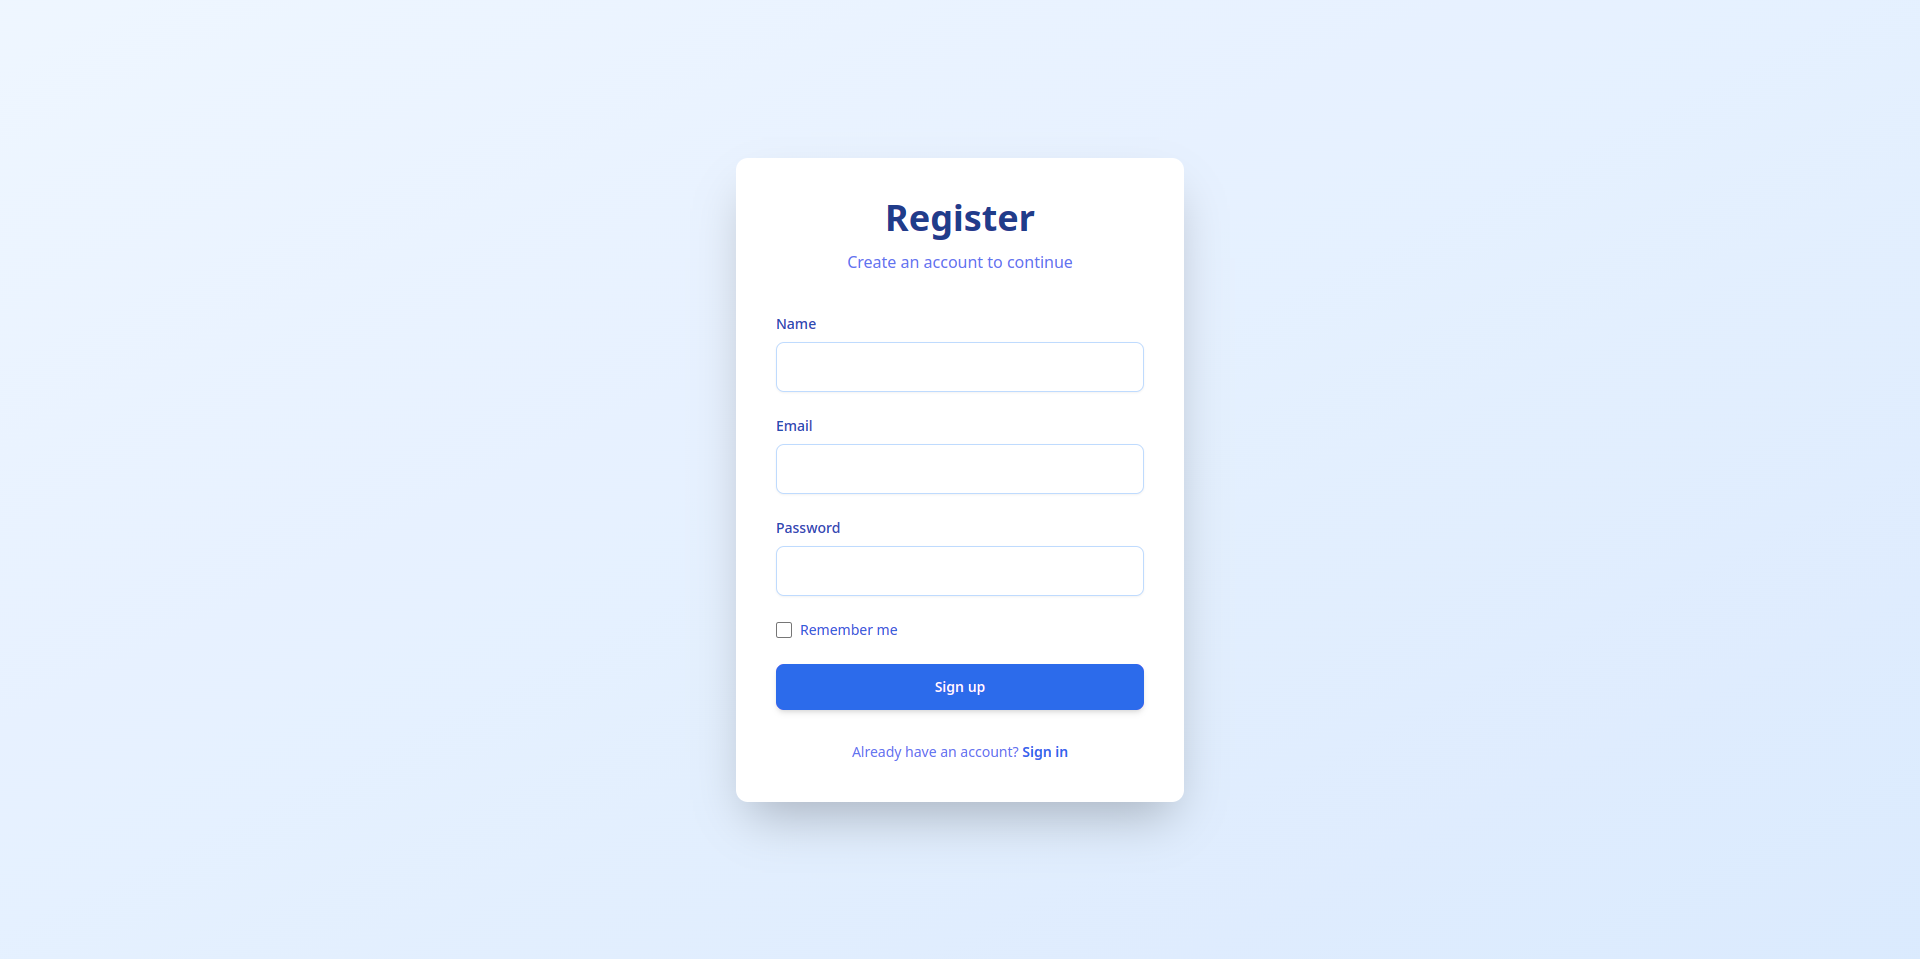 Register
Create an account to continue
Name
Email
Password
Remember me
Sign up
Already have an account? Sign in